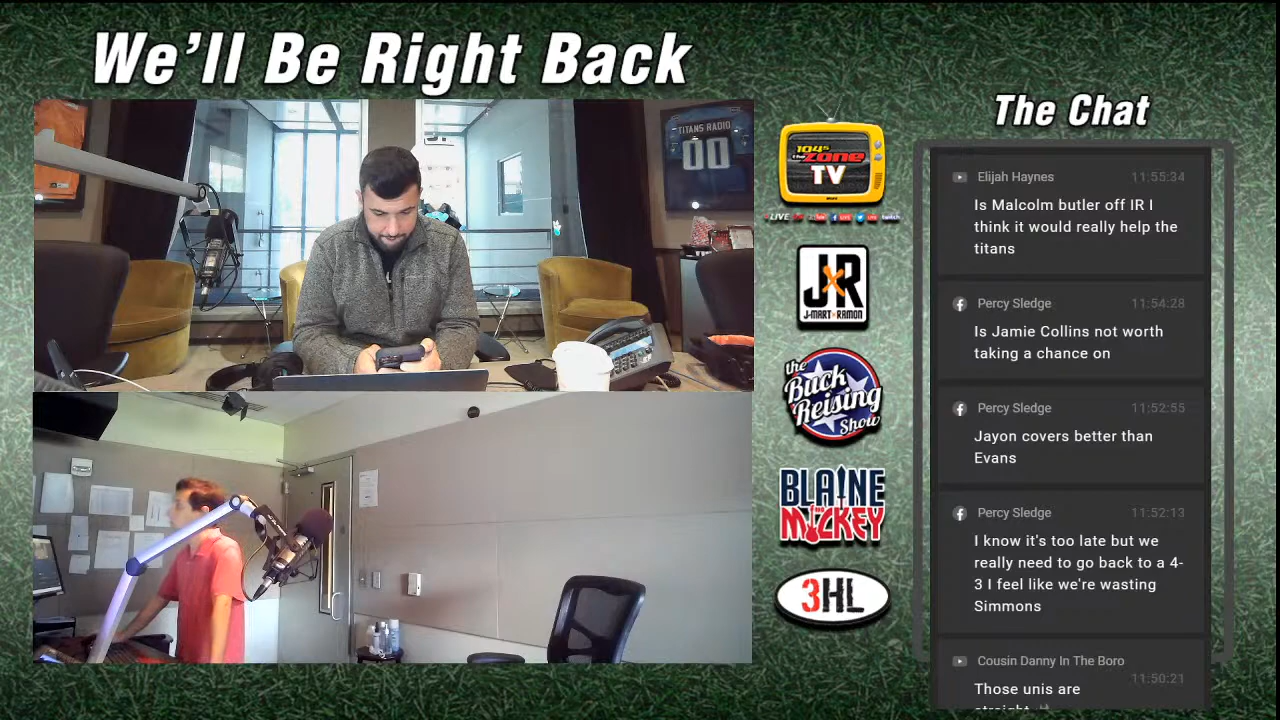 We'll Be Right Back
The Chat
TITANS RADIO
00
104.5
the ZONE
TV
LIVE
JxR
J-MART x RAMON
the
Buck
Reising
Show
BLAINE
MICKEY
3HL
Elijah Haynes 11:55:34
Is Malcolm butler off IR I
think it would really help the
titans
Percy Sledge 11:54:28
Is Jamie Collins not worth
taking a chance on
Percy Sledge 11:52:55
Jayon covers better than
Evans
Percy Sledge 11:52:13
I know it's too late but we
really need to go back to a 4-
3 I feel like we're wasting
Simmons
Cousin Danny In The Boro
11:50:21
Those unis are